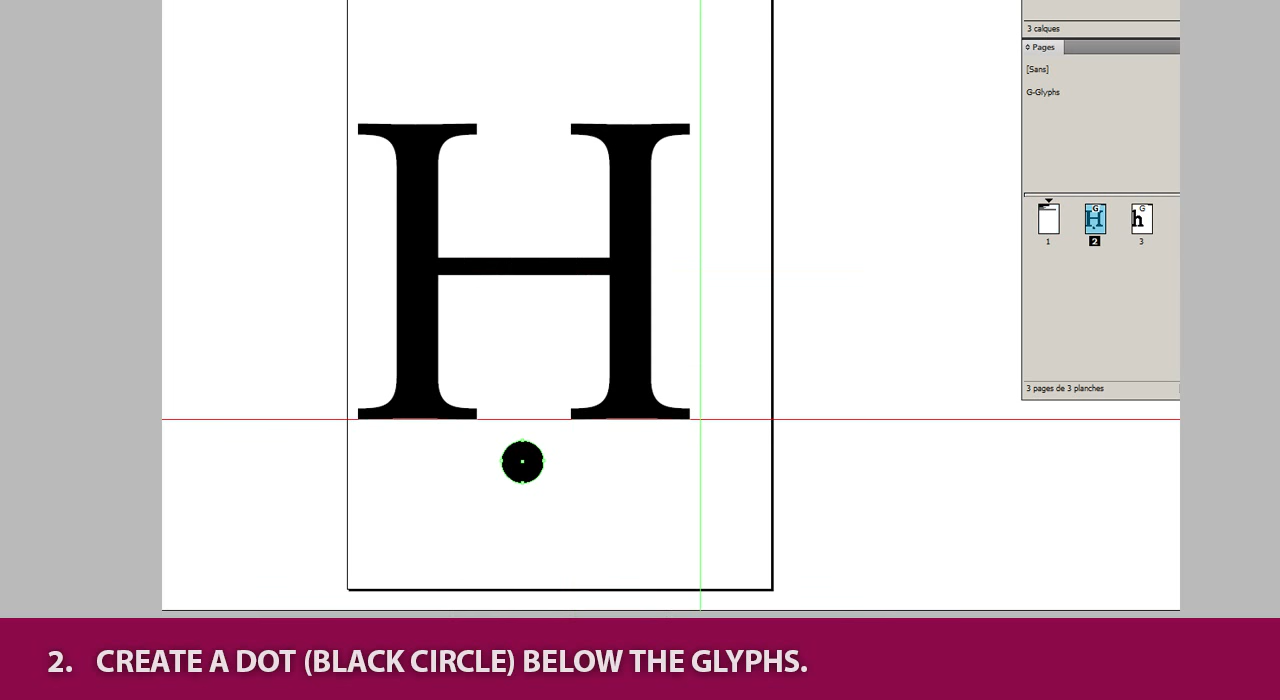 3 calques
Pages
[Sans]
G-Glyphs
H
G
H
G
h
1
2
3
3 pages de 3 planches
2. CREATE A DOT (BLACK CIRCLE) BELOW THE GLYPHS.